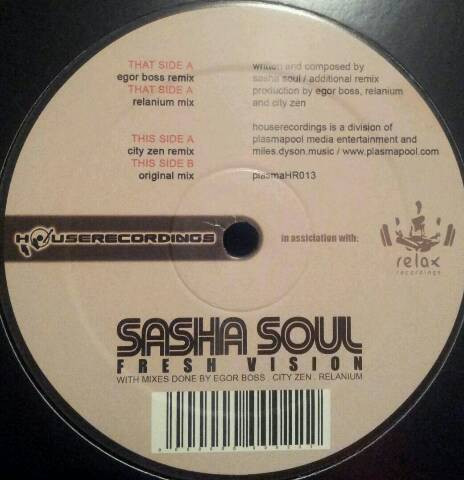 THAT SIDE A
egor boss remix
THAT SIDE A
relanium mix
THIS SIDE A
city zen remix
THIS SIDE B
original mix
written and composed by
sasha soul / additional remix
production by egor boss, relanium
and city zen
houserecordings is a division of
plasmapool media entertainment and
miles.dyson.music / www.plasmapool.com
plasmaHR013
HOUSERECORDINGS
in assiciation with:
relax
recordings
SASHA SOUL
FRESH VISION
WITH MIXES DONE BY EGOR BOSS . CITY ZEN . RELANIUM